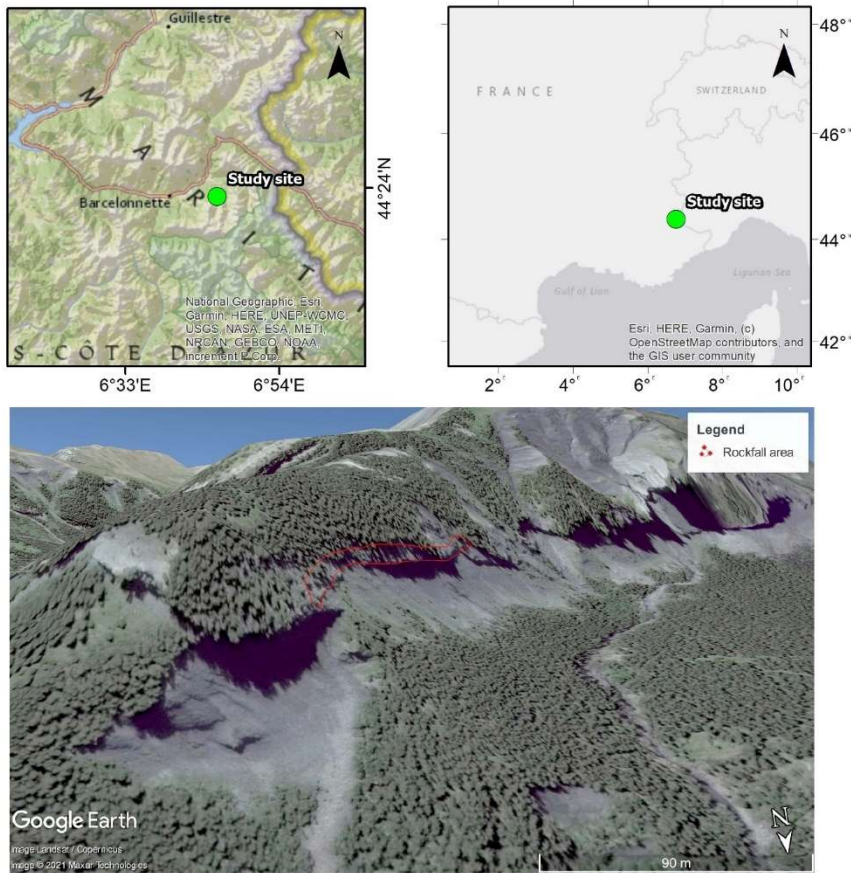 Guillestre
N
M
A
R
I
T
Study site
Barcelonnette
National Geographic, Esri,
Garmin, HERE, UNEP-WCMC,
USGS, NASA, ESA, METI,
NRCAN, GEBCO, NOAA,
increment P Corp.
S-CÔTE D'AZUR
44°24'N
6°33'E 6°54'E
N
FRANCE
SWITZERLAND
Study site
Gulf of Lion
Ligurian Sea
Esri, HERE, Garmin, (c)
OpenStreetMap contributors, and
the GIS user community
48°
46°
44°
42°
2° 4° 6° 8° 10°
Legend
Rockfall area
Google Earth
Image Landsat / Copernicus
Image © 2021 Maxar Technologies
N
90 m